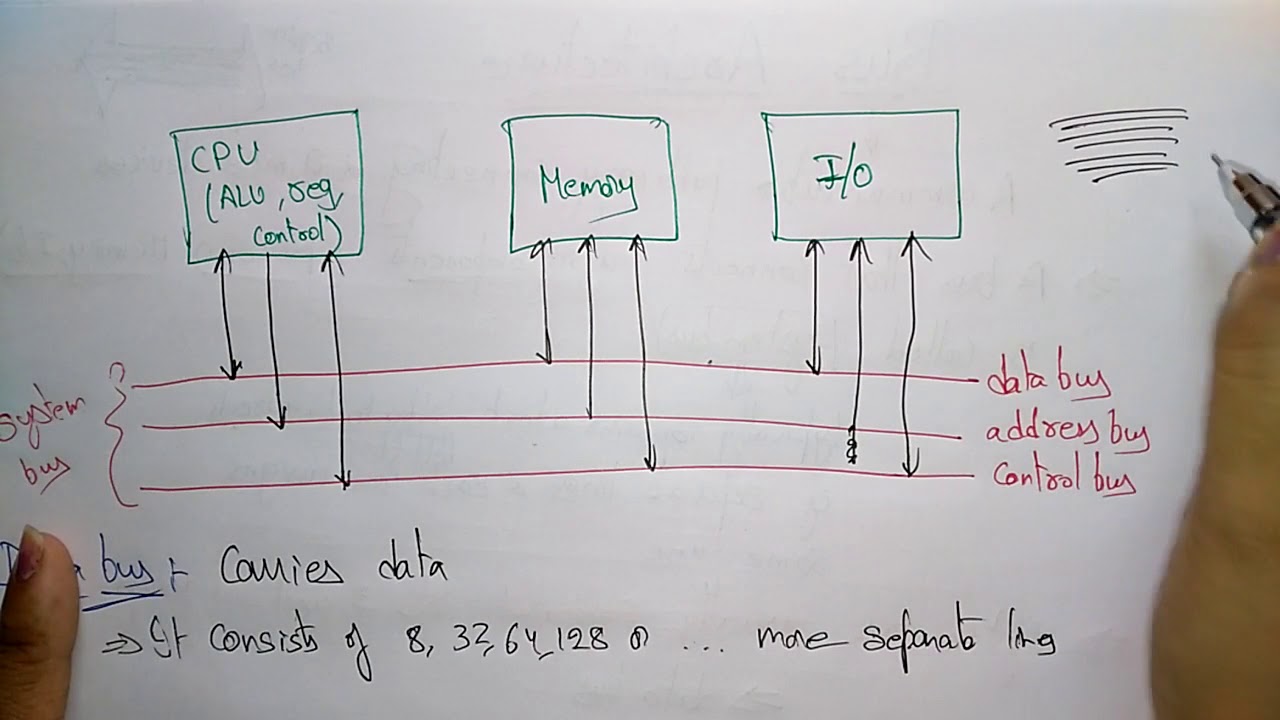 CPU
(ALU, reg,
control)
Memory
I/O
data bus
address bus
control bus
system
bus
bus :- Carries data
⇒ It consists of 8, 32, 64, 128 or ... more separate lines